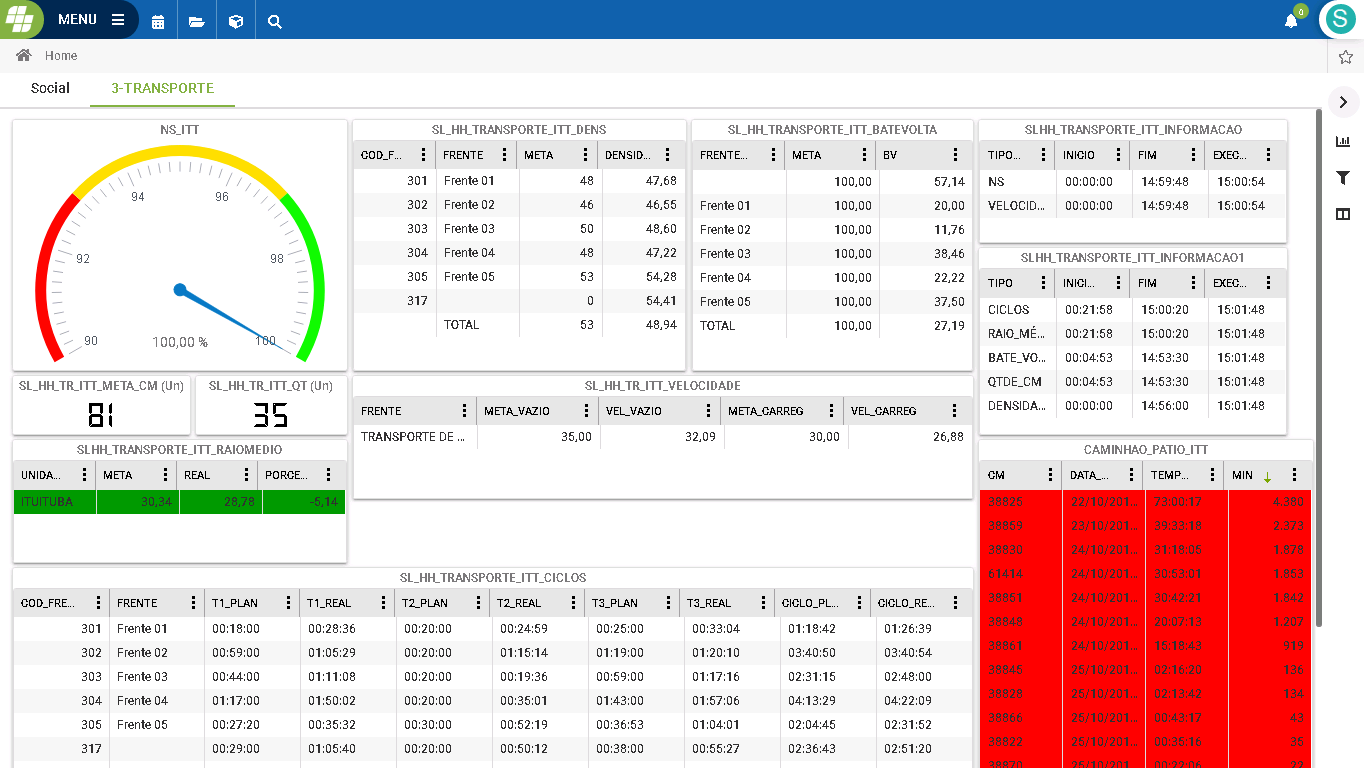 MENU
0
S
Home
Social 3-TRANSPORTE
NS_ITT
90 92 94 96 98 100
100,00 %
SL_HH_TR_ITT_META_CM (Un)
81
SL_HH_TR_ITT_QT (Un)
35
SLHH_TRANSPORTE_ITT_RAIOMEDIO
UNIDA... META REAL PORCE...
ITUITUBA 30,34 28,78 -5,14
SL_HH_TRANSPORTE_ITT_DENS
COD_F... FRENTE META DENSID...
301 Frente 01 48 47,68
302 Frente 02 46 46,55
303 Frente 03 50 48,60
304 Frente 04 48 47,22
305 Frente 05 53 54,28
317 0 54,41
TOTAL 53 48,94
SL_HH_TRANSPORTE_ITT_BATEVOLTA
FRENTE... META BV
100,00 57,14
Frente 01 100,00 20,00
Frente 02 100,00 11,76
Frente 03 100,00 38,46
Frente 04 100,00 22,22
Frente 05 100,00 37,50
TOTAL 100,00 27,19
SL_HH_TR_ITT_VELOCIDADE
FRENTE META_VAZIO VEL_VAZIO META_CARREG VEL_CARREG
TRANSPORTE DE ... 35,00 32,09 30,00 26,88
SLHH_TRANSPORTE_ITT_INFORMACAO
TIPO... INICIO FIM EXEC...
NS 00:00:00 14:59:48 15:00:54
VELOCID... 00:00:00 14:59:48 15:00:54
SLHH_TRANSPORTE_ITT_INFORMACAO1
TIPO INICI... FIM EXEC...
CICLOS 00:21:58 15:00:20 15:01:48
RAIO_MÉ... 00:21:58 15:00:20 15:01:48
BATE_VO... 00:04:53 14:53:30 15:01:48
QTDE_CM 00:04:53 14:53:30 15:01:48
DENSIDA... 00:00:00 14:56:00 15:01:48
SL_HH_TRANSPORTE_ITT_CICLOS
COD_FRE... FRENTE T1_PLAN T1_REAL T2_PLAN T2_REAL T3_PLAN T3_REAL CICLO_PL... CICLO_RE...
301 Frente 01 00:18:00 00:28:36 00:20:00 00:24:59 00:25:00 00:33:04 01:18:42 01:26:39
302 Frente 02 00:59:00 01:05:29 00:20:00 01:15:14 01:19:00 01:20:10 03:40:50 03:40:54
303 Frente 03 00:44:00 01:11:08 00:20:00 00:19:36 00:59:00 01:17:16 02:31:15 02:48:00
304 Frente 04 01:17:00 01:50:02 00:20:00 00:35:01 01:43:00 01:57:06 04:13:29 04:22:09
305 Frente 05 00:27:20 00:35:32 00:30:00 00:52:19 00:36:53 01:04:01 02:04:45 02:31:52
317 00:29:00 01:05:40 00:20:00 00:50:12 00:38:00 00:55:27 02:36:43 02:51:20
CAMINHAO_PATIO_ITT
CM DATA_... TEMP... MIN
38825 22/10/201... 73:00:17 4.380
38859 23/10/201... 39:33:18 2.373
38830 24/10/201... 31:18:06 1.878
51414 24/10/201... 30:53:01 1.853
38851 24/10/201... 30:42:21 1.842
38848 24/10/201... 20:07:13 1.207
38861 24/10/201... 15:18:43 919
38845 25/10/201... 02:16:20 136
38828 25/10/201... 02:13:42 134
38866 25/10/201... 00:43:17 43
38822 25/10/201... 00:35:16 35
38870 25/10/201... 00:22:06 22